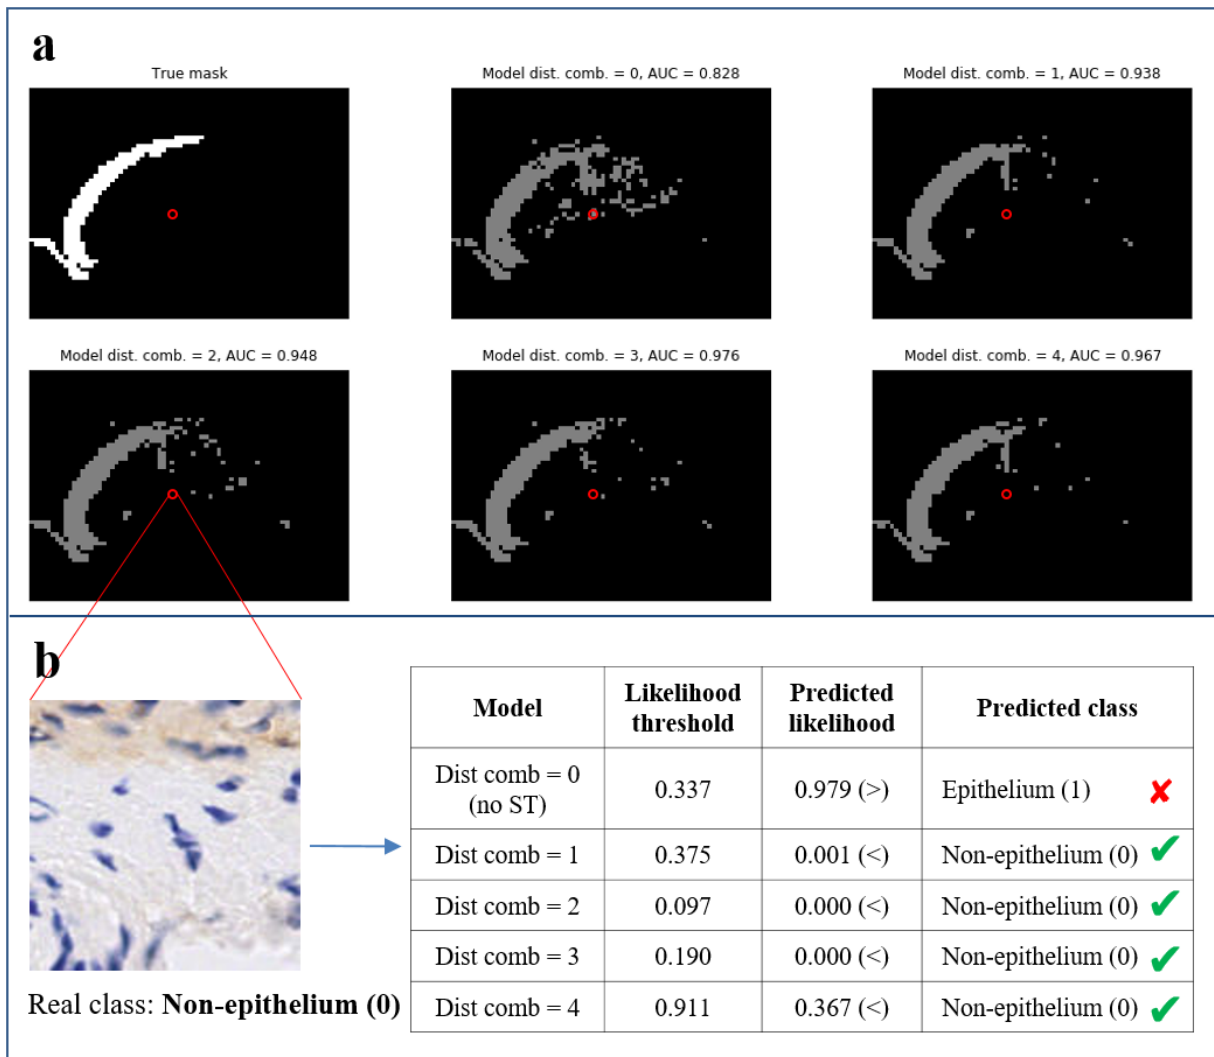 a
True mask
Model dist. comb. = 0, AUC = 0.828
Model dist. comb. = 1, AUC = 0.938
Model dist. comb. = 2, AUC = 0.948
Model dist. comb. = 3, AUC = 0.976
Model dist. comb. = 4, AUC = 0.967
b
Real class: Non-epithelium (0)
Model
Likelihood
threshold
Predicted
likelihood
Predicted class
Dist comb = 0
(no ST)
0.337
0.979 (>)
Epithelium (1)
Dist comb = 1
0.375
0.001 (<)
Non-epithelium (0)
Dist comb = 2
0.097
0.000 (<)
Non-epithelium (0)
Dist comb = 3
0.190
0.000 (<)
Non-epithelium (0)
Dist comb = 4
0.911
0.367 (<)
Non-epithelium (0)